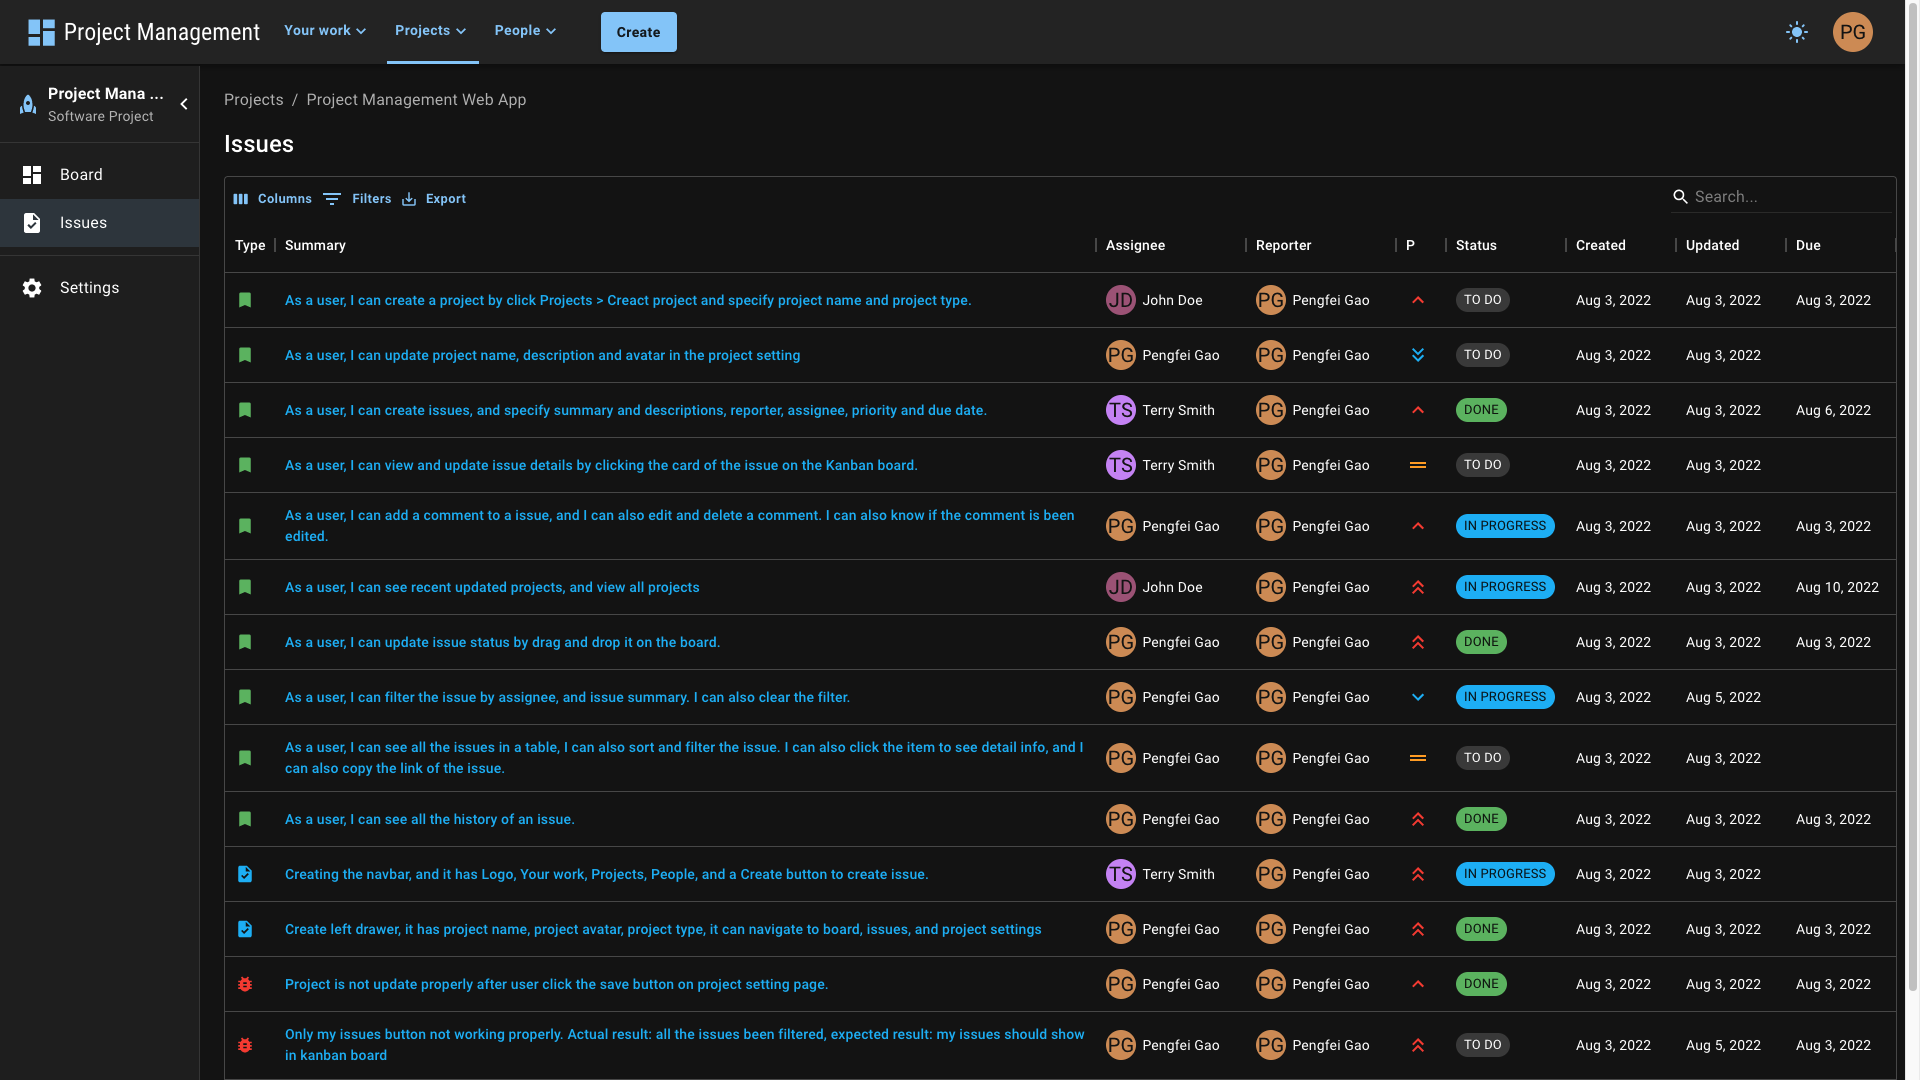 Project Management
Your work
Projects
People
Create
PG
Project Mana ...
Software Project
Board
Issues
Settings
Projects / Project Management Web App
Issues
Columns Filters Export
Search...
Type Summary Assignee Reporter P Status Created Updated Due
As a user, I can create a project by click Projects > Creact project and specify project name and project type. JD John Doe PG Pengfei Gao TO DO Aug 3, 2022 Aug 3, 2022 Aug 3, 2022
As a user, I can update project name, description and avatar in the project setting PG Pengfei Gao PG Pengfei Gao TO DO Aug 3, 2022 Aug 3, 2022
As a user, I can create issues, and specify summary and descriptions, reporter, assignee, priority and due date. TS Terry Smith PG Pengfei Gao DONE Aug 3, 2022 Aug 3, 2022 Aug 6, 2022
As a user, I can view and update issue details by clicking the card of the issue on the Kanban board. TS Terry Smith PG Pengfei Gao TO DO Aug 3, 2022 Aug 3, 2022
As a user, I can add a comment to a issue, and I can also edit and delete a comment. I can also know if the comment is been
edited. PG Pengfei Gao PG Pengfei Gao IN PROGRESS Aug 3, 2022 Aug 3, 2022 Aug 3, 2022
As a user, I can see recent updated projects, and view all projects JD John Doe PG Pengfei Gao IN PROGRESS Aug 3, 2022 Aug 3, 2022 Aug 10, 2022
As a user, I can update issue status by drag and drop it on the board. PG Pengfei Gao PG Pengfei Gao DONE Aug 3, 2022 Aug 3, 2022 Aug 3, 2022
As a user, I can filter the issue by assignee, and issue summary. I can also clear the filter. PG Pengfei Gao PG Pengfei Gao IN PROGRESS Aug 3, 2022 Aug 5, 2022
As a user, I can see all the issues in a table, I can also sort and filter the issue. I can also click the item to see detail info, and I
can also copy the link of the issue. PG Pengfei Gao PG Pengfei Gao TO DO Aug 3, 2022 Aug 3, 2022
As a user, I can see all the history of an issue. PG Pengfei Gao PG Pengfei Gao DONE Aug 3, 2022 Aug 3, 2022 Aug 3, 2022
Creating the navbar, and it has Logo, Your work, Projects, People, and a Create button to create issue. TS Terry Smith PG Pengfei Gao IN PROGRESS Aug 3, 2022 Aug 3, 2022
Create left drawer, it has project name, project avatar, project type, it can navigate to board, issues, and project settings PG Pengfei Gao PG Pengfei Gao DONE Aug 3, 2022 Aug 3, 2022 Aug 3, 2022
Project is not update properly after user click the save button on project setting page. PG Pengfei Gao PG Pengfei Gao DONE Aug 3, 2022 Aug 3, 2022 Aug 3, 2022
Only my issues button not working properly. Actual result: all the issues been filtered, expected result: my issues should show
in kanban board PG Pengfei Gao PG Pengfei Gao TO DO Aug 3, 2022 Aug 5, 2022 Aug 3, 2022